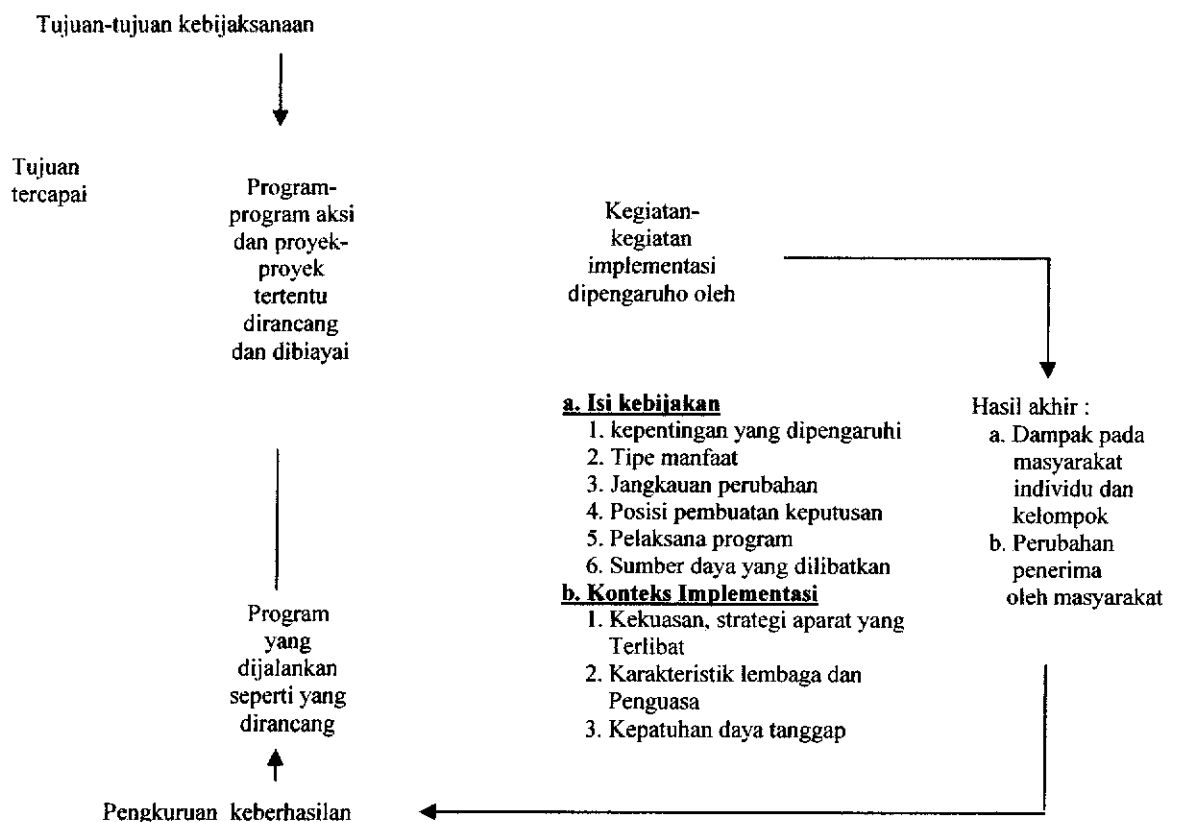 Tujuan-tujuan kebijaksanaan
Tujuan
tercapai
Program-
program aksi
dan proyek-
proyek
tertentu
dirancang
dan dibiayai
Kegiatan-
kegiatan
implementasi
dipengaruho oleh
a. Isi kebijakan
1. kepentingan yang dipengaruhi
2. Tipe manfaat
3. Jangkauan perubahan
4. Posisi pembuatan keputusan
5. Pelaksana program
6. Sumber daya yang dilibatkan
b. Konteks Implementasi
1. Kekuasan, strategi aparat yang
Terlibat
2. Karakteristik lembaga dan
Penguasa
3. Kepatuhan daya tanggap
Hasil akhir :
a. Dampak pada
masyarakat
individu dan
kelompok
b. Perubahan
penerima
oleh masyarakat
Program
yang
dijalankan
seperti yang
dirancang
Pengkuruan keberhasilan